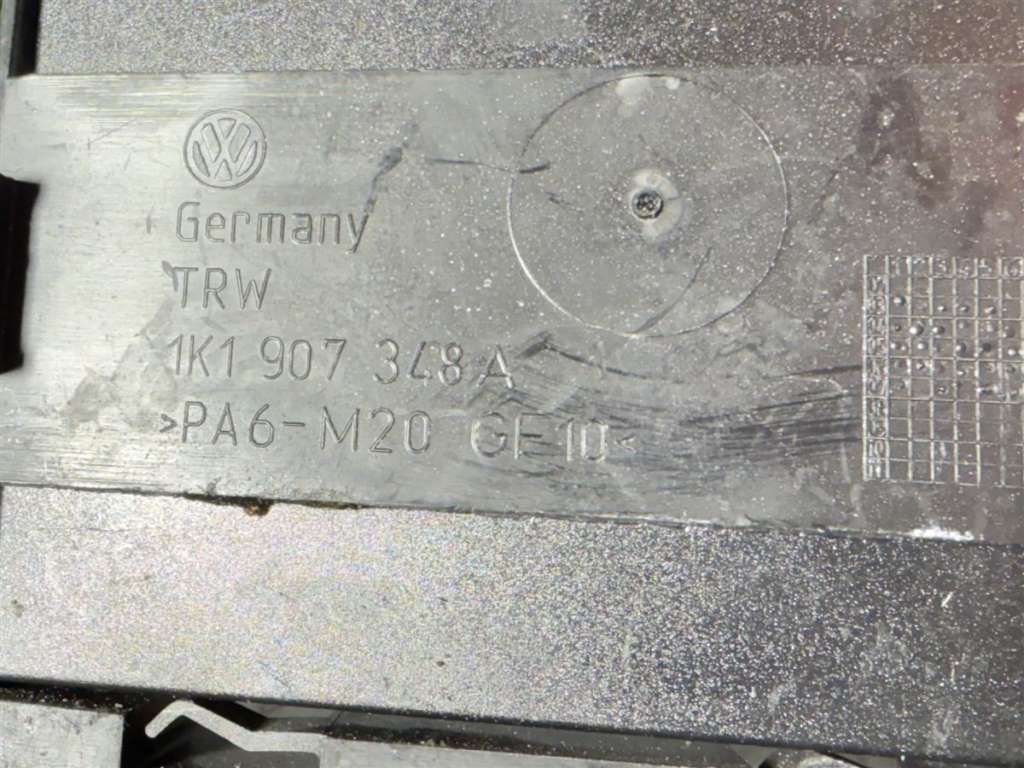 Germany
TRW
1K1 907 348 A
>PA6-M20 GF10<